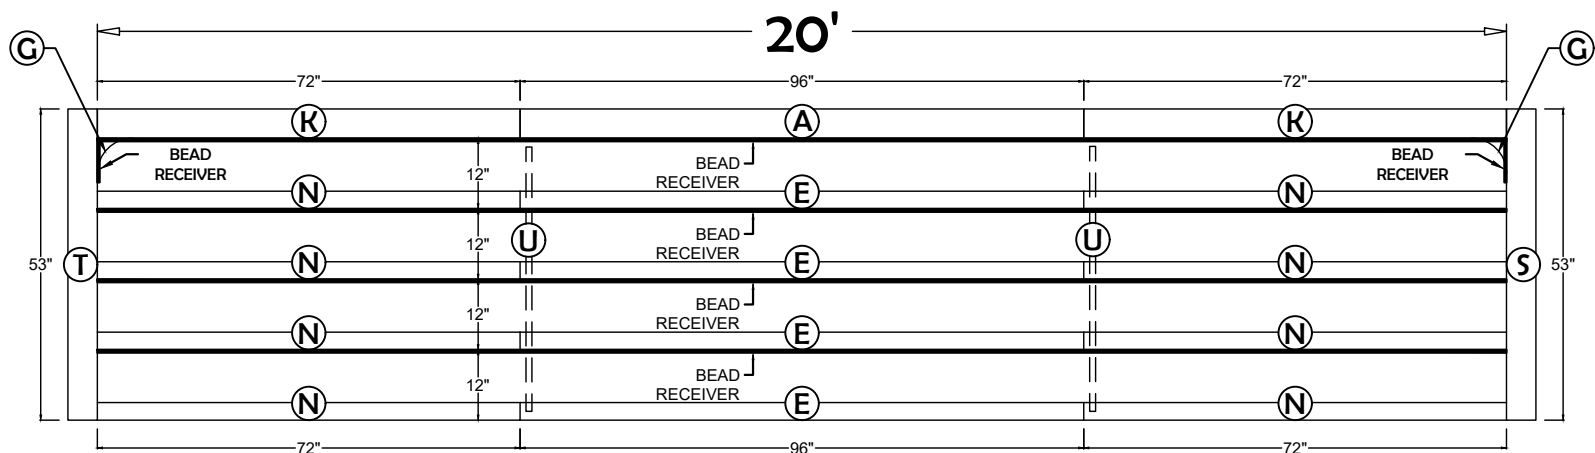 20'
G
G
72"
96"
72"
K
A
K
BEAD
RECEIVER
BEAD
RECEIVER
BEAD
RECEIVER
12"
N
E
N
BEAD
RECEIVER
12"
U
U
T
53"
S
53"
N
E
N
BEAD
RECEIVER
12"
N
E
N
BEAD
RECEIVER
12"
N
E
N
72"
96"
72"